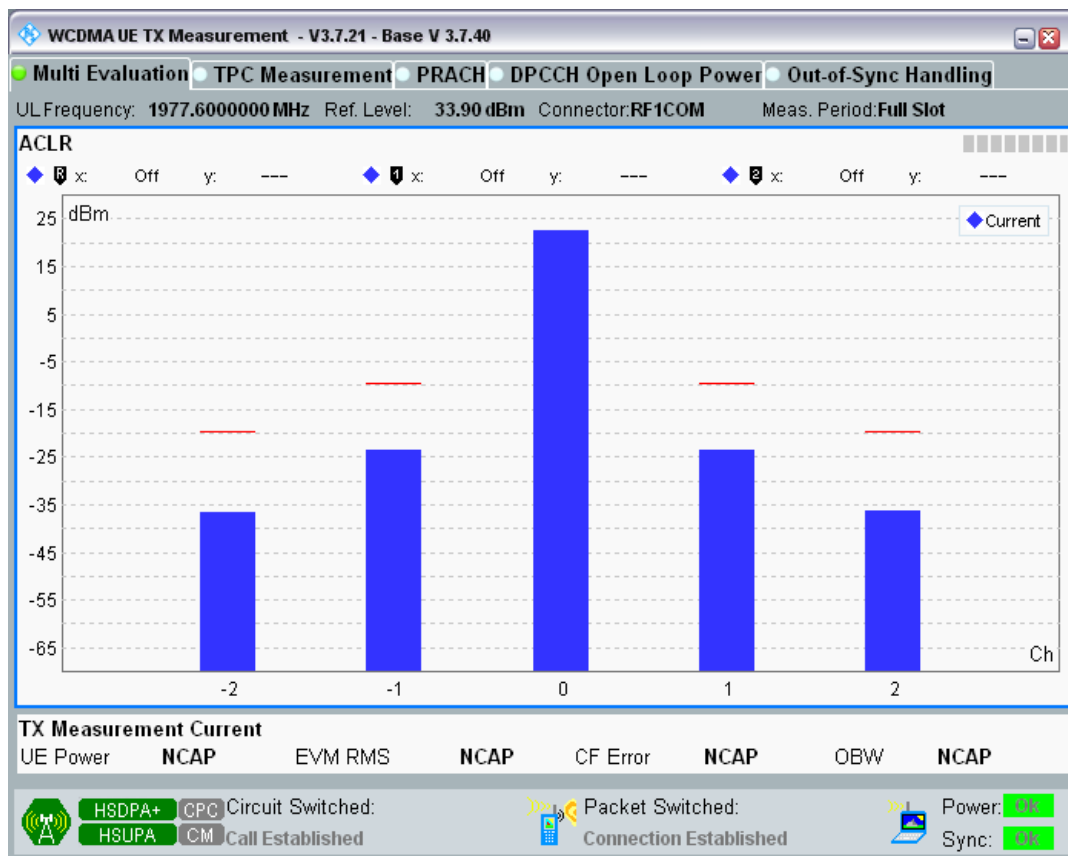 WCDMA UE TX Measurement - V3.7.21 - Base V 3.7.40
Multi Evaluation TPC Measurement PRACH DPCCH Open Loop Power Out-of-Sync Handling
UL Frequency: 1977.6000000 MHz Ref. Level: 33.90 dBm Connector:RF1COM Meas. Period:Full Slot
ACLR
R x: Off y: --- 1 x: Off y: --- 2 x: Off y: ---
dBm
Current
25
15
5
-5
-15
-25
-35
-45
-55
-65
Ch
-2 -1 0 1 2
TX Measurement Current
UE Power NCAP EVM RMS NCAP CF Error NCAP OBW NCAP
HSDPA+ CPC Circuit Switched: Packet Switched: Power: OK
HSUPA CM Call Established Connection Established Sync: OK